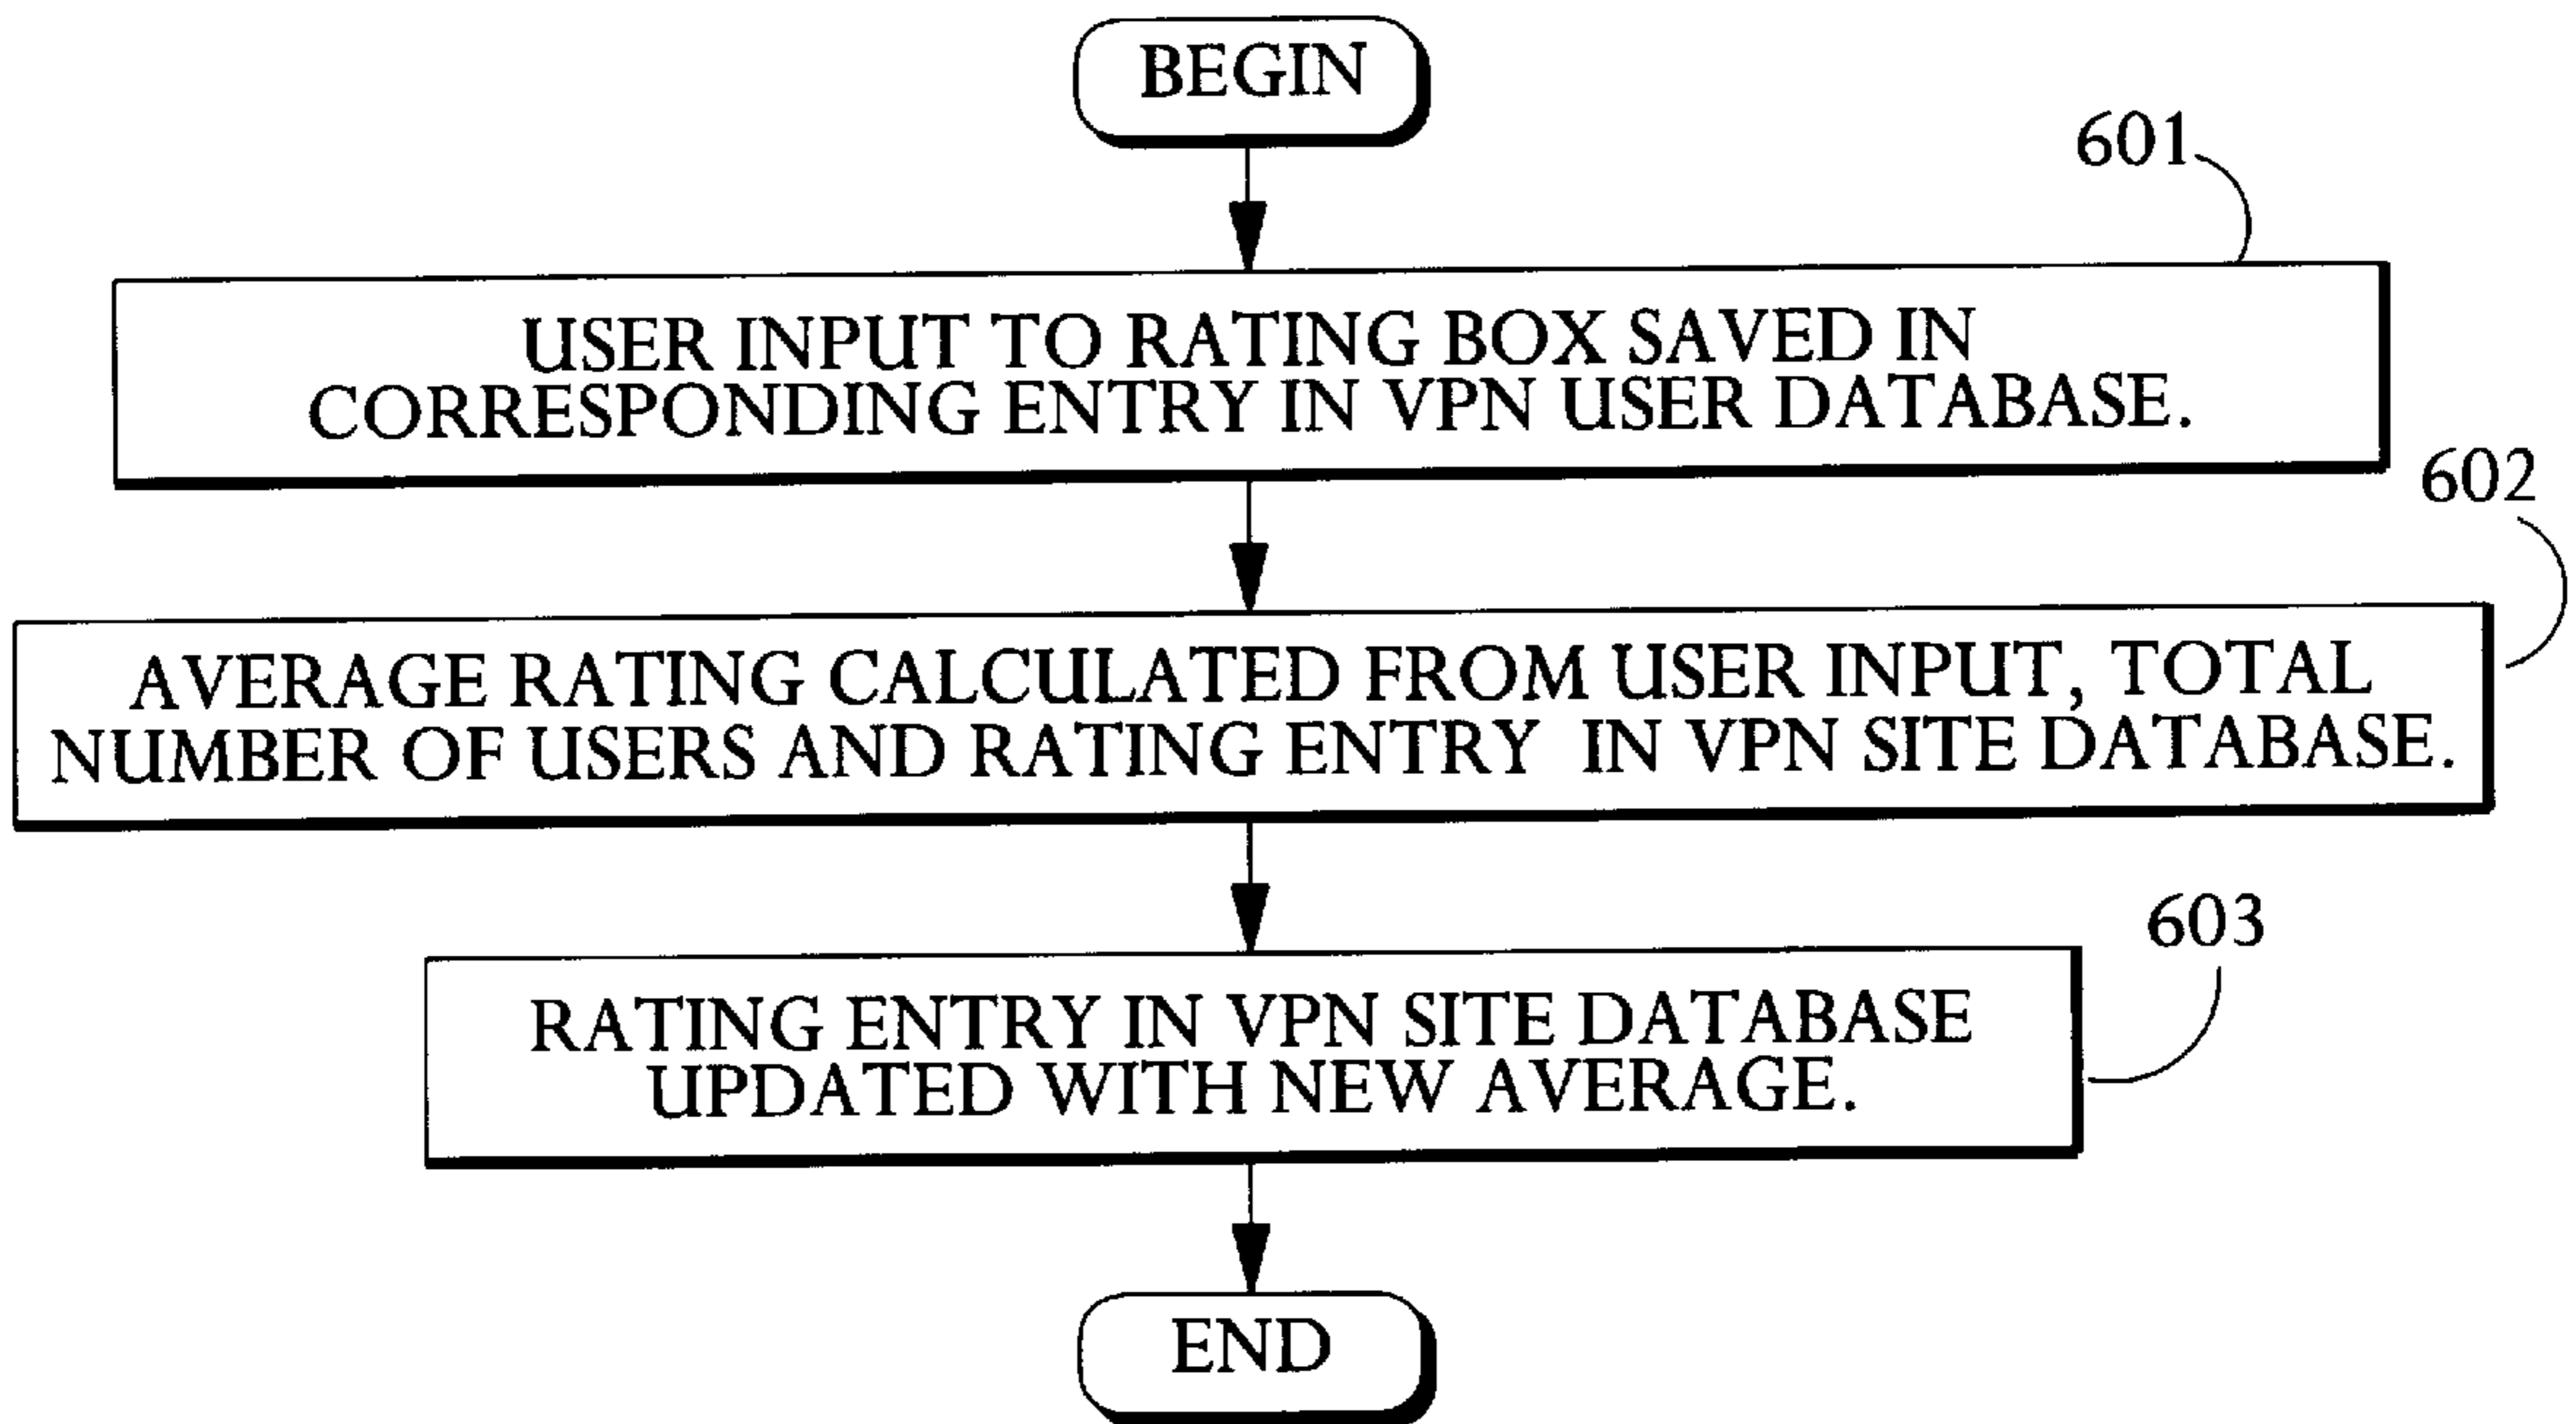 BEGIN
601
USER INPUT TO RATING BOX SAVED IN
CORRESPONDING ENTRY IN VPN USER DATABASE.
602
AVERAGE RATING CALCULATED FROM USER INPUT, TOTAL
NUMBER OF USERS AND RATING ENTRY IN VPN SITE DATABASE.
603
RATING ENTRY IN VPN SITE DATABASE
UPDATED WITH NEW AVERAGE.
END